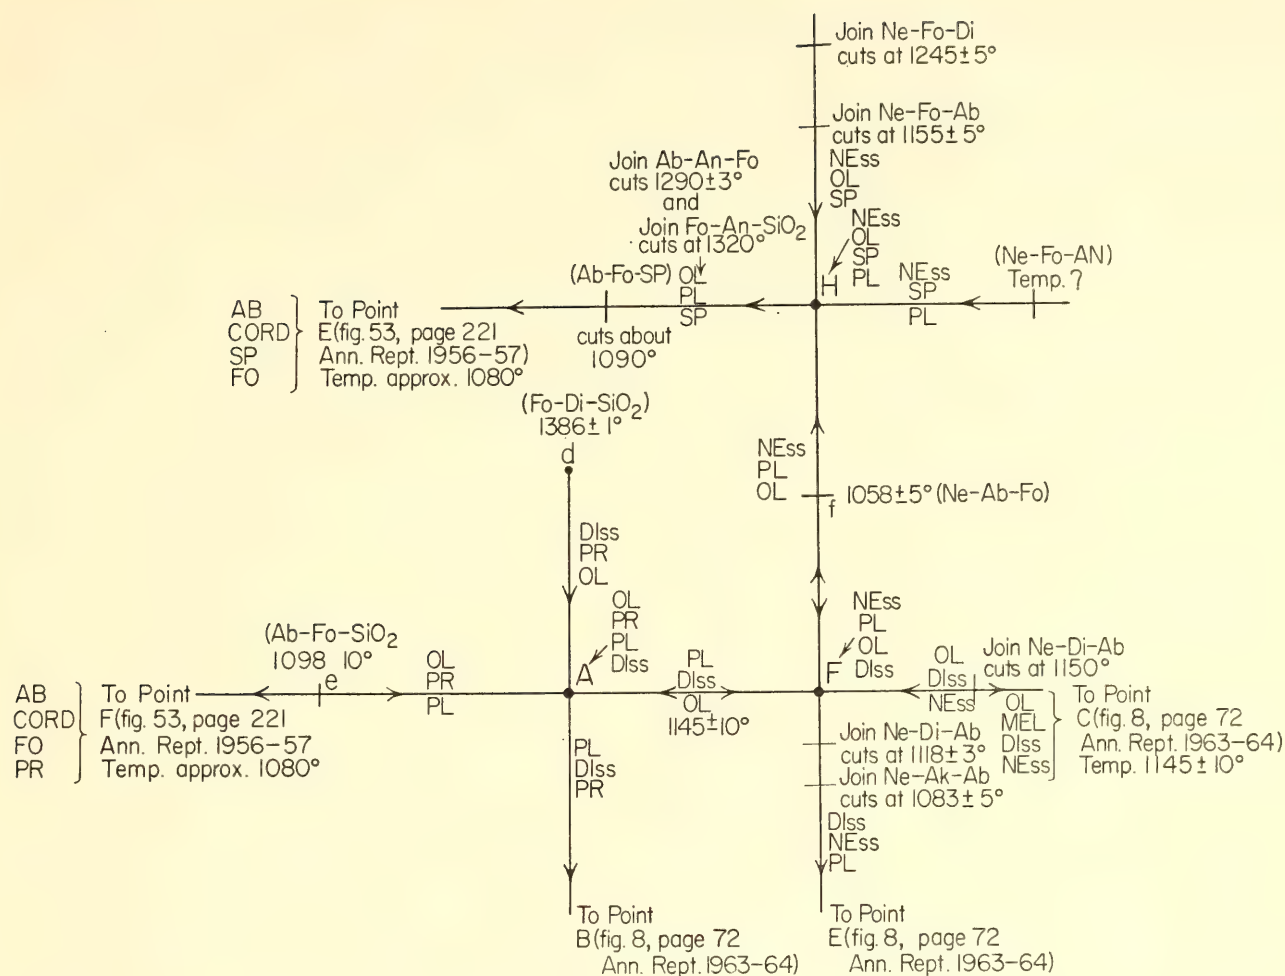 Join Ne-Fo-Di
cuts at 1245±5°
Join Ne-Fo-Ab
cuts at 1155±5°
NEss
OL
SP
Join Ab-An-Fo
cuts 1290±3°
and
Join Fo-An-SiO₂
cuts at 1320°
(Ab-Fo-SP)
OL
PL
SP
cuts about
1090°
NEss
OL
SP
PL
H
NEss
SP
PL
(Ne-Fo-AN)
Temp. ?
AB
CORD
SP
FO
To Point
E(fig. 53, page 221
Ann. Rept. 1956-57)
Temp. approx. 1080°
(Fo-Di-SiO₂)
1386±1°
d
NEss
PL
OL
1058±5° (Ne-Ab-Fo)
f
DIss
PR
OL
OL
PR
PL
DIss
A
NEss
PL
OL
DIss
F
(Ab-Fo-SiO₂
1098 10°
e
OL
PR
PL
PL
DIss
OL
1145±10°
OL
DIss
NEss
Join Ne-Di-Ab
cuts at 1150°
AB
CORD
FO
PR
To Point
F(fig. 53, page 221
Ann. Rept. 1956-57
Temp. approx. 1080°
OL
MEL
DIss
NEss
To Point
C(fig. 8, page 72
Ann. Rept. 1963-64)
Temp. 1145±10°
Join Ne-Di-Ab
cuts at 1118±3°
Join Ne-Ak-Ab
cuts at 1083±5°
PL
DIss
PR
DIss
NEss
PL
To Point
B(fig. 8, page 72
Ann. Rept. 1963-64)
To Point
E(fig. 8, page 72
Ann. Rept. 1963-64)